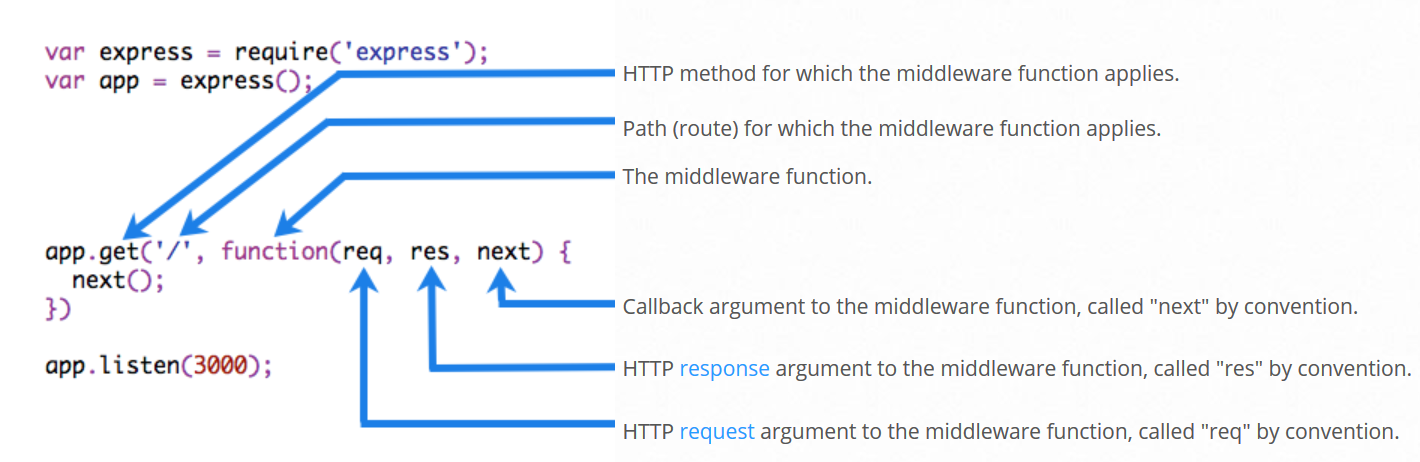 var express = require('express');
var app = express();
HTTP method for which the middleware function applies.
Path (route) for which the middleware function applies.
The middleware function.
app.get('/', function(req, res, next) {
next();
})
Callback argument to the middleware function, called "next" by convention.
app.listen(3000);
HTTP response argument to the middleware function, called "res" by convention.
HTTP request argument to the middleware function, called "req" by convention.